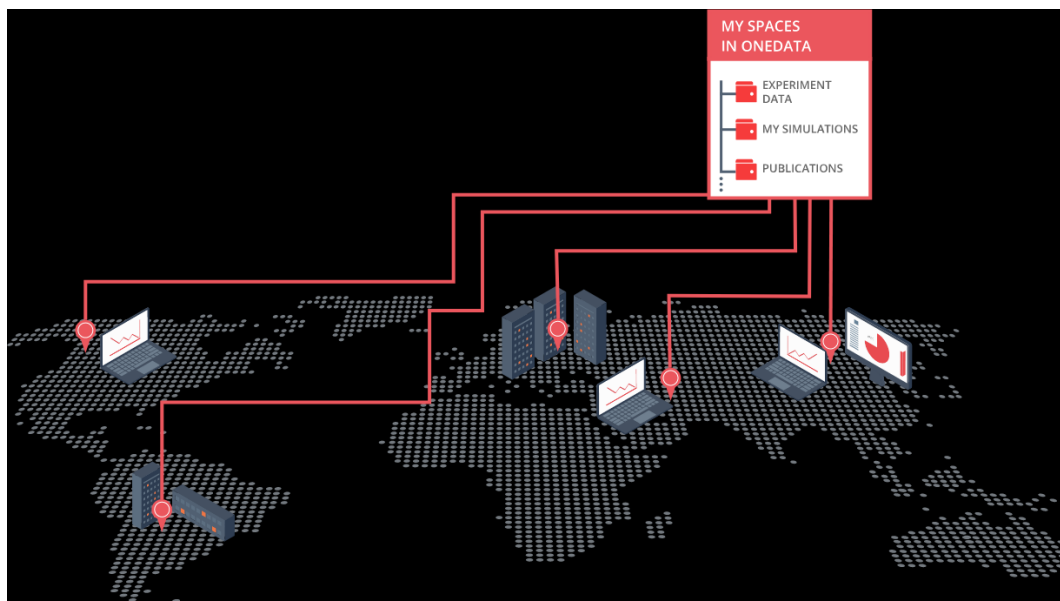 MY SPACES
IN ONEDATA
EXPERIMENT
DATA
MY SIMULATIONS
PUBLICATIONS